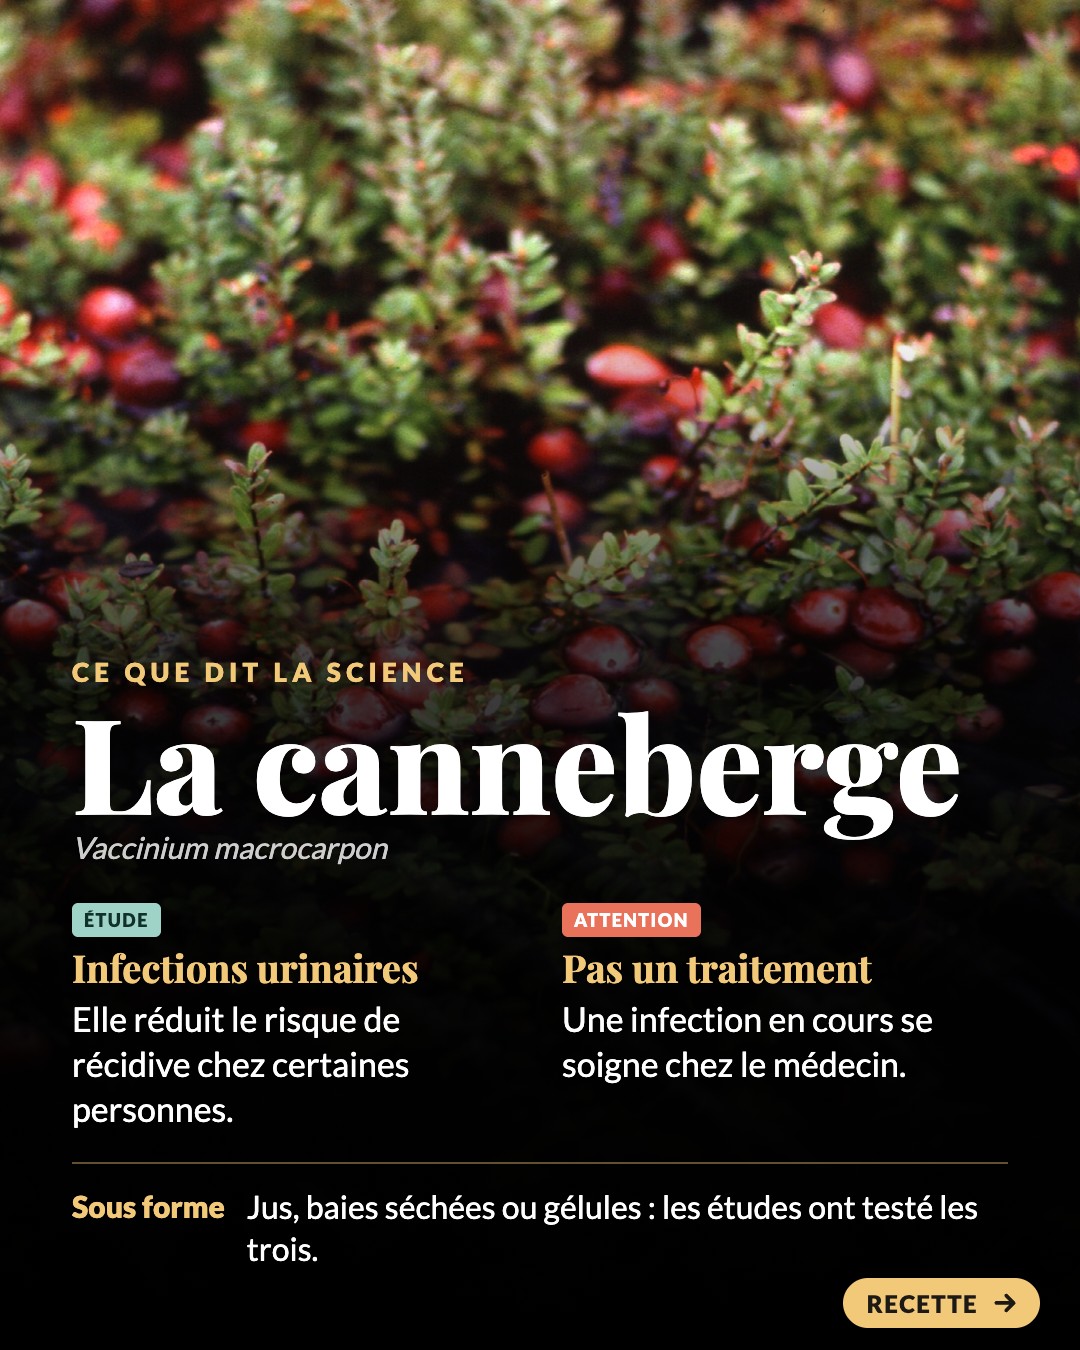 CE QUE DIT LA SCIENCE
La canneberge
Vaccinium macrocarpon
ÉTUDE
Infections urinaires
Elle réduit le risque de
récidive chez certaines
personnes.
ATTENTION
Pas un traitement
Une infection en cours se
soigne chez le médecin.
Sous forme
Jus, baies séchées ou gélules : les études ont testé les
trois.
RECETTE →